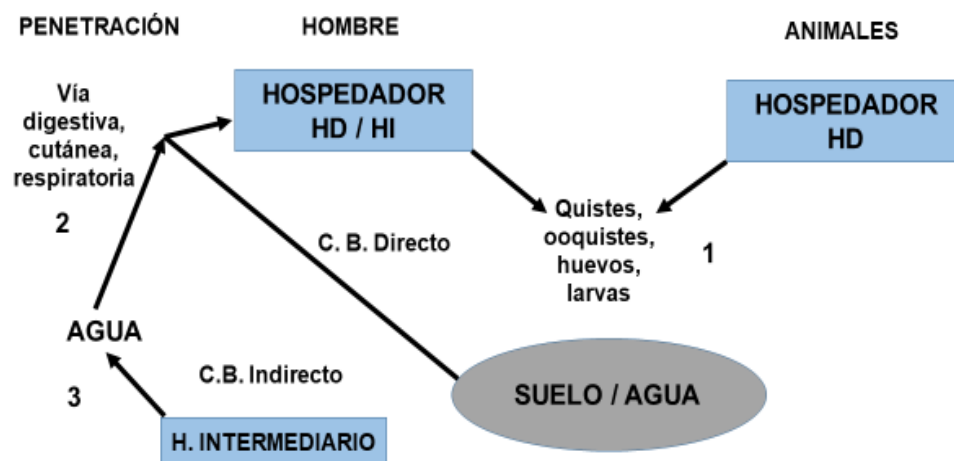 PENETRACIÓN
HOMBRE
ANIMALES
Vía
digestiva,
cutánea,
respiratoria
2
HOSPEDADOR
HD / HI
HOSPEDADOR
HD
Quistes,
ooquistes,
huevos,
larvas
1
C. B. Directo
AGUA
3
C.B. Indirecto
SUELO / AGUA
H. INTERMEDIARIO